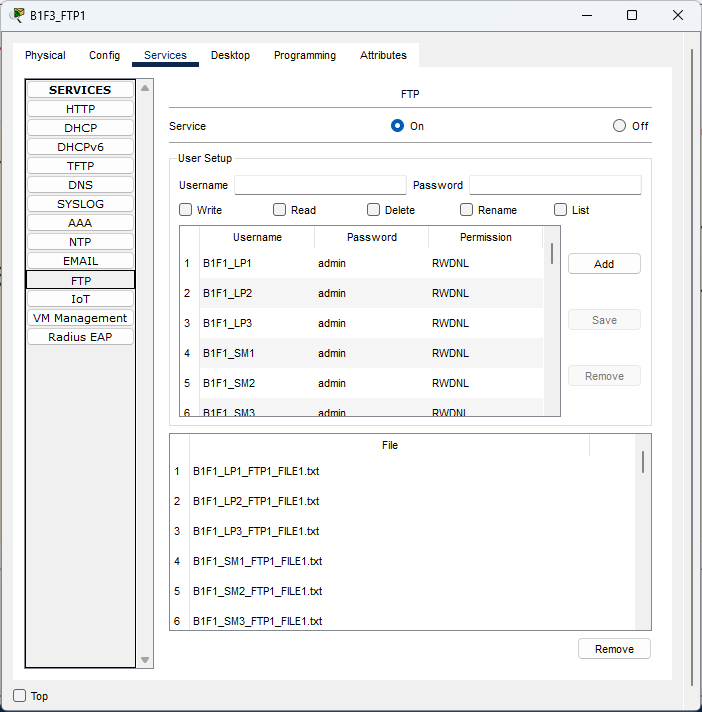 B1F3_FTP1
Physical Config Services Desktop Programming Attributes
SERVICES
HTTP
DHCP
DHCPv6
TFTP
DNS
SYSLOG
AAA
NTP
EMAIL
FTP
IoT
VM Management
Radius EAP
FTP
Service On Off
User Setup
Username Password
Write Read Delete Rename List
Username Password Permission
1 B1F1_LP1 admin RWDNL
2 B1F1_LP2 admin RWDNL
3 B1F1_LP3 admin RWDNL
4 B1F1_SM1 admin RWDNL
5 B1F1_SM2 admin RWDNL
6 B1F1_SM3 admin RWDNL
Add
Save
Remove
File
1 B1F1_LP1_FTP1_FILE1.txt
2 B1F1_LP2_FTP1_FILE1.txt
3 B1F1_LP3_FTP1_FILE1.txt
4 B1F1_SM1_FTP1_FILE1.txt
5 B1F1_SM2_FTP1_FILE1.txt
6 B1F1_SM3_FTP1_FILE1.txt
Remove
Top